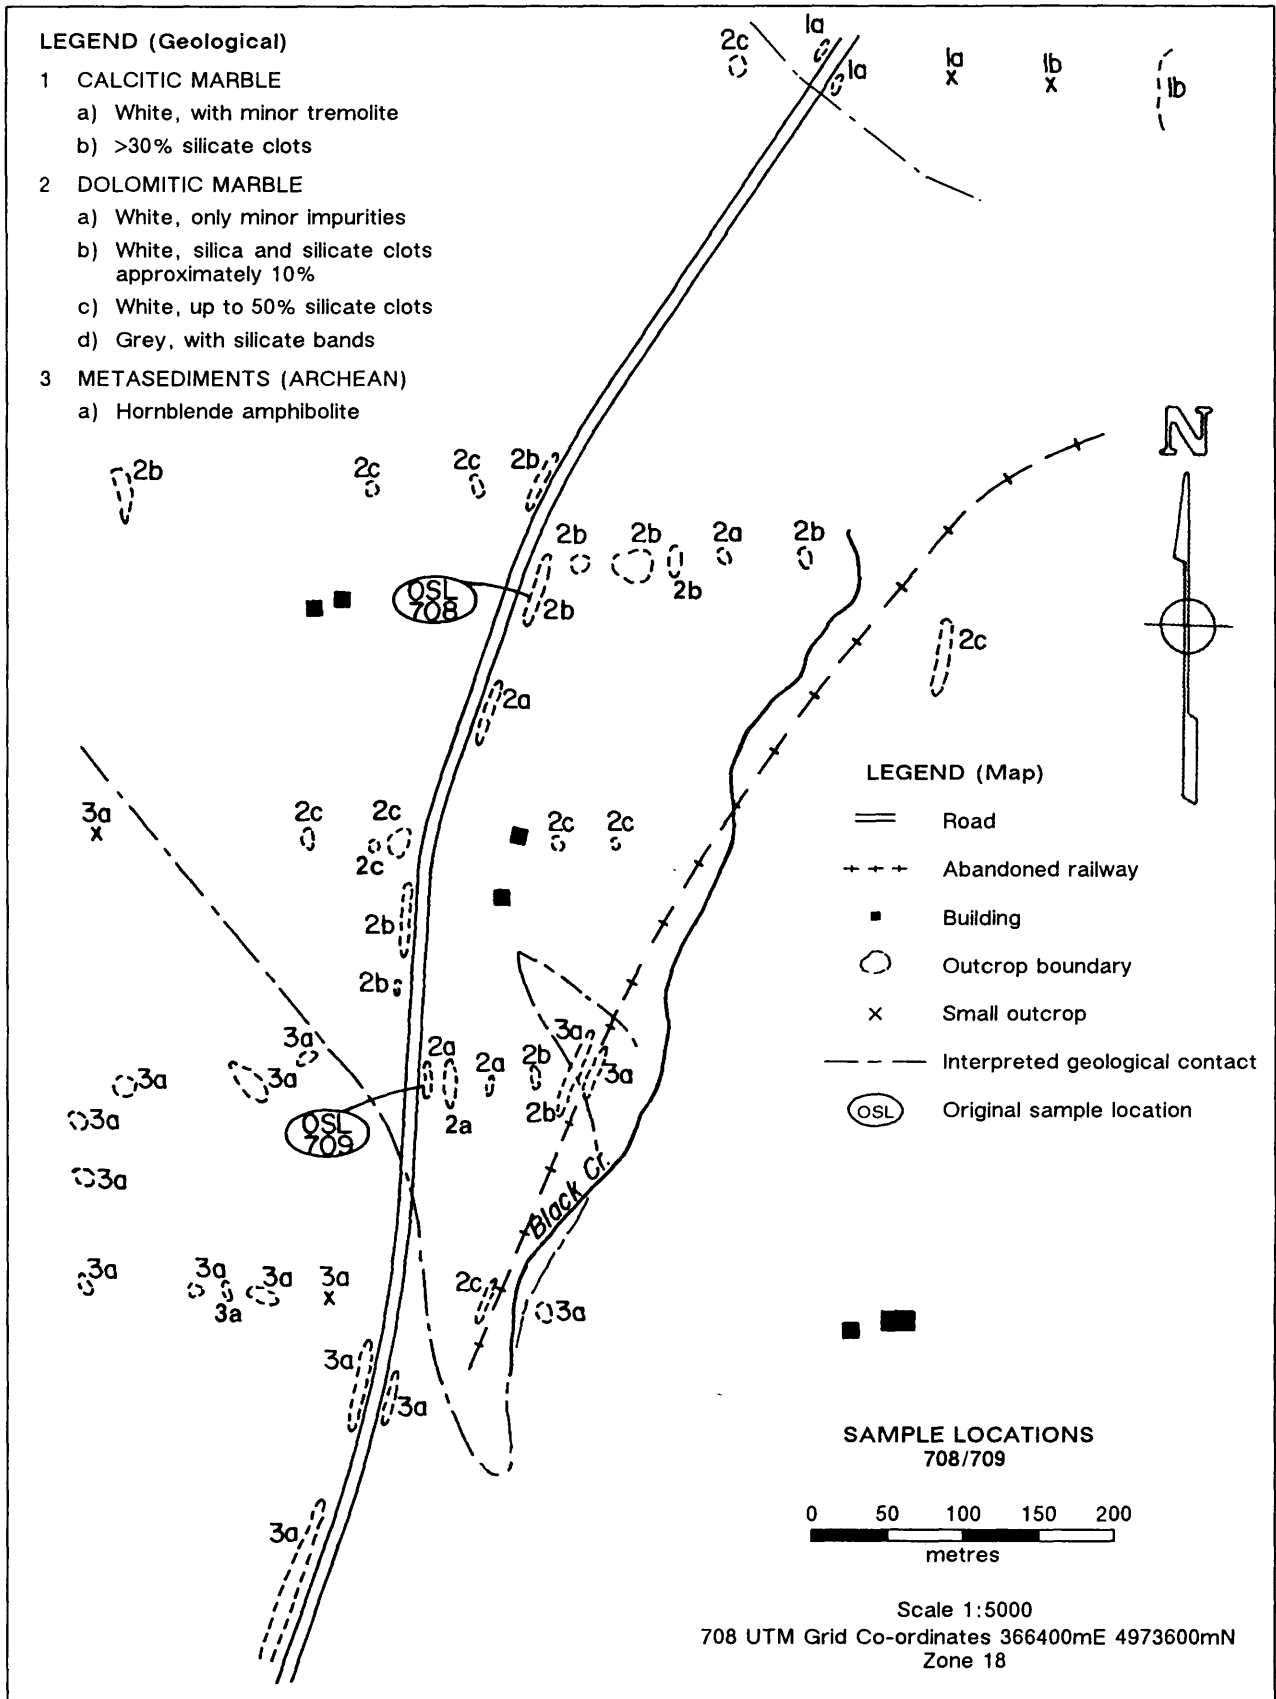 LEGEND (Geological)
1 CALCITIC MARBLE
a) White, with minor tremolite
b) >30% silicate clots
2 DOLOMITIC MARBLE
a) White, only minor impurities
b) White, silica and silicate clots
approximately 10%
c) White, up to 50% silicate clots
d) Grey, with silicate bands
3 METASEDIMENTS (ARCHEAN)
a) Hornblende amphibolite
1a
2c
1a
1a
1b
1b
N
2b
2c
2c
2b
2b
2b
2a
2b
2b
OSL
708
2b
2c
2a
LEGEND (Map)
Road
Abandoned railway
Building
Outcrop boundary
Small outcrop
Interpreted geological contact
OSL
Original sample location
3a
2c
2c
2c
2c
2c
2b
2b
3a
3a
3a
3a
3a
2a
2a
2b
3a
3a
2b
2a
OSL
709
3a
Black Cr.
3a
3a
3a
3a
3a
2c
3a
3a
3a
3a
SAMPLE LOCATIONS
708/709
0 50 100 150 200
metres
Scale 1:5000
708 UTM Grid Co-ordinates 366400mE 4973600mN
Zone 18